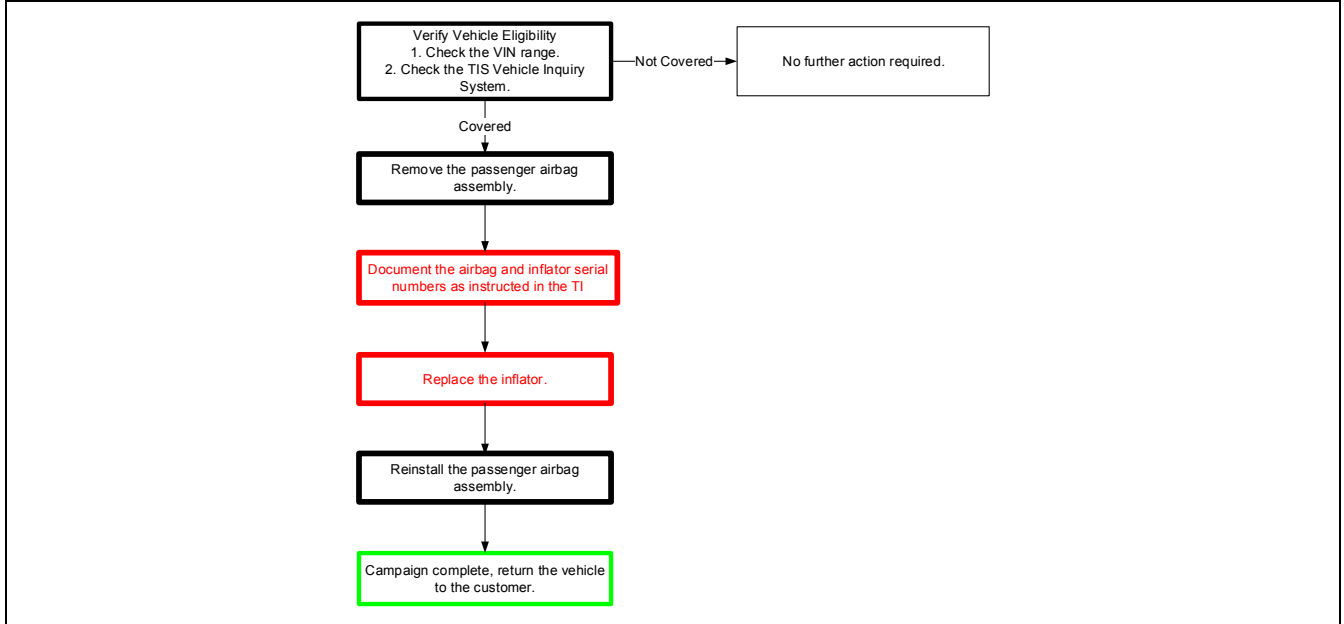 Verify Vehicle Eligibility
1. Check the VIN range.
2. Check the TIS Vehicle Inquiry
System.
Not Covered
No further action required.
Covered
Remove the passenger airbag
assembly.
Document the airbag and inflator serial
numbers as instructed in the TI
Replace the inflator.
Reinstall the passenger airbag
assembly.
Campaign complete, return the vehicle
to the customer.